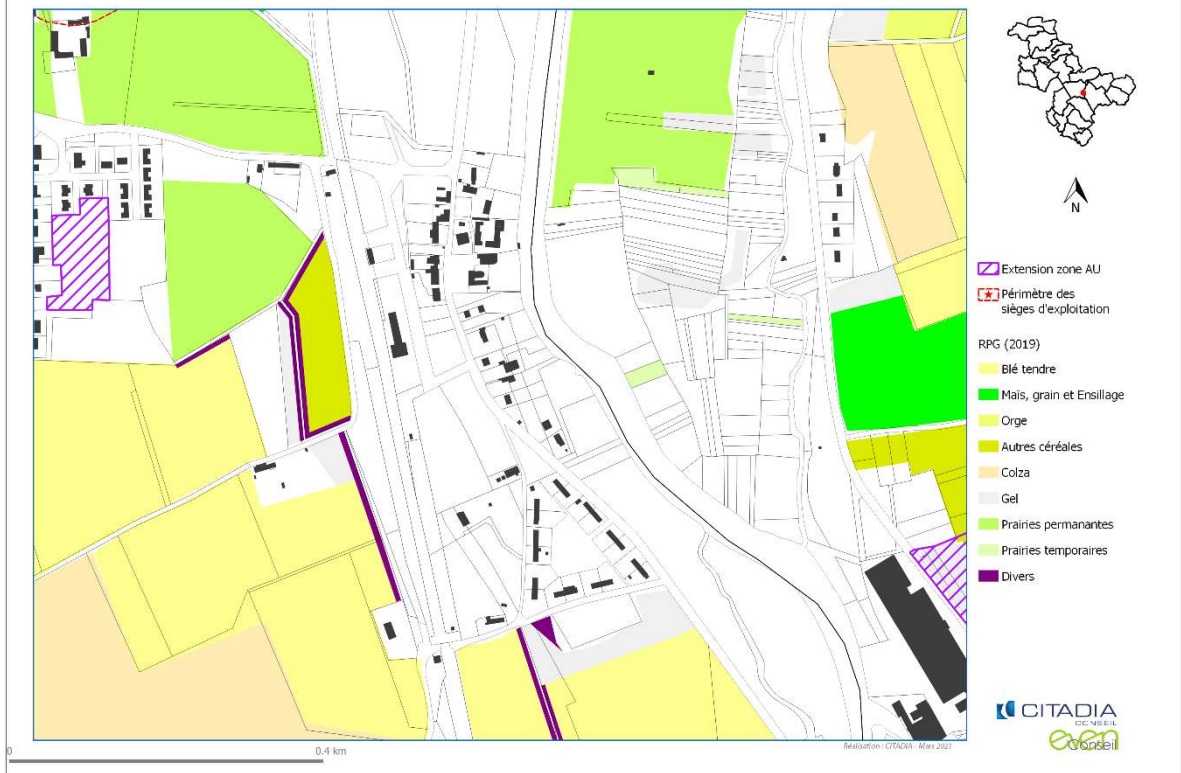 N
Extension zone AU
Périmètre des
sièges d'exploitation
RPG (2019)
Blé tendre
Maïs, grain et Ensillage
Orge
Autres céréales
Colza
Gel
Prairies permanantes
Prairies temporaires
Divers
CITADIA
CONSEIL
even
Conseil
Réalisation : CITADIA - Mars 2021
0
0.4 km